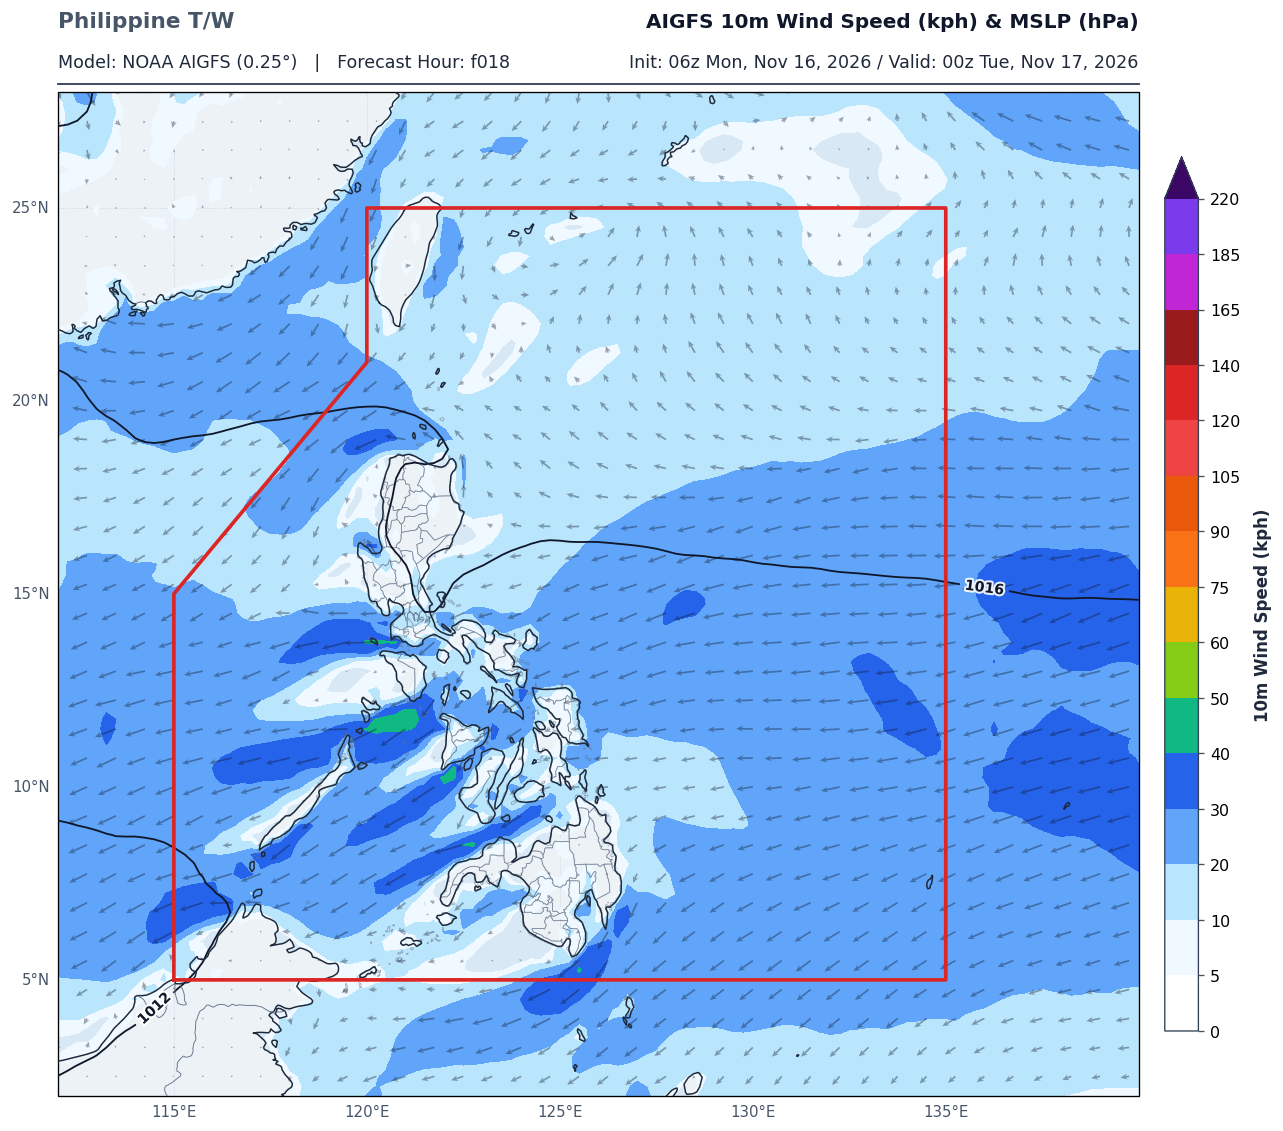 Philippine T/W
AIGFS 10m Wind Speed (kph) & MSLP (hPa)
Model: NOAA AIGFS (0.25°)   |   Forecast Hour: f018
Init: 06z Mon, Nov 16, 2026 / Valid: 00z Tue, Nov 17, 2026
25°N
20°N
15°N
10°N
5°N
115°E
120°E
125°E
130°E
135°E
1016
1012
220
185
165
140
120
105
90
75
60
50
40
30
20
10
5
0
10m Wind Speed (kph)